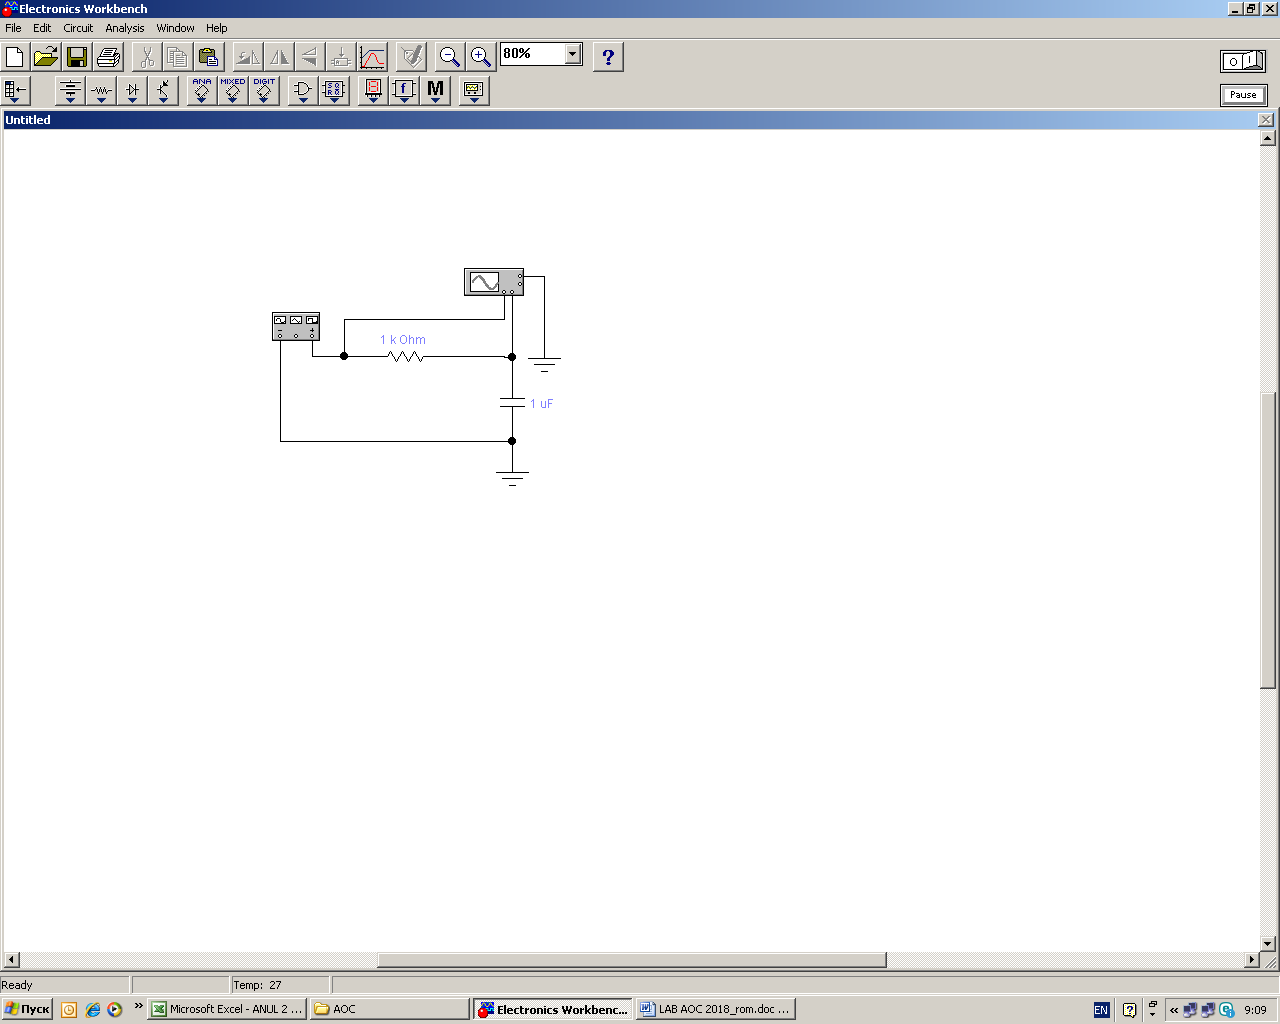 Electronics Workbench
File Edit Circuit Analysis Window Help
80%
?
O I
ANA MIXED DIGIT
f M
Pause
Untitled
1 k Ohm
1 uF
Ready Temp: 27
Пуск » Microsoft Excel - ANUL 2 ... AOC Electronics Workbenc... LAB AOC 2018_rom.doc ... EN ? « 9:09